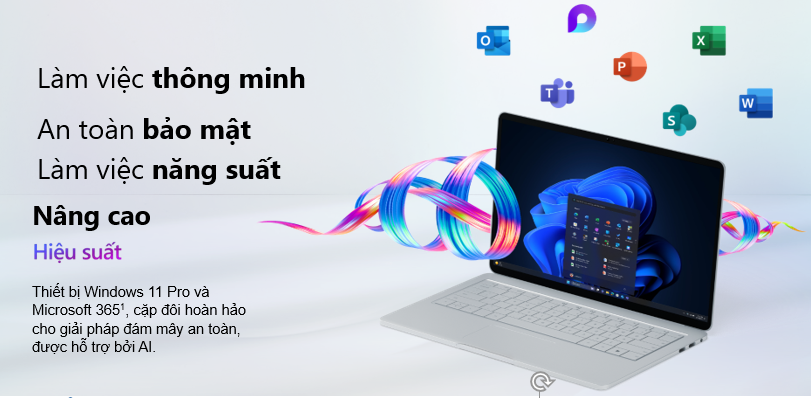 Làm việc thông minh
An toàn bảo mật
Làm việc năng suất
Nâng cao
Hiệu suất
Thiết bị Windows 11 Pro và
Microsoft 365¹, cặp đôi hoàn hảo
cho giải pháp đám mây an toàn,
được hỗ trợ bởi AI.
O
P
X
T
S
W